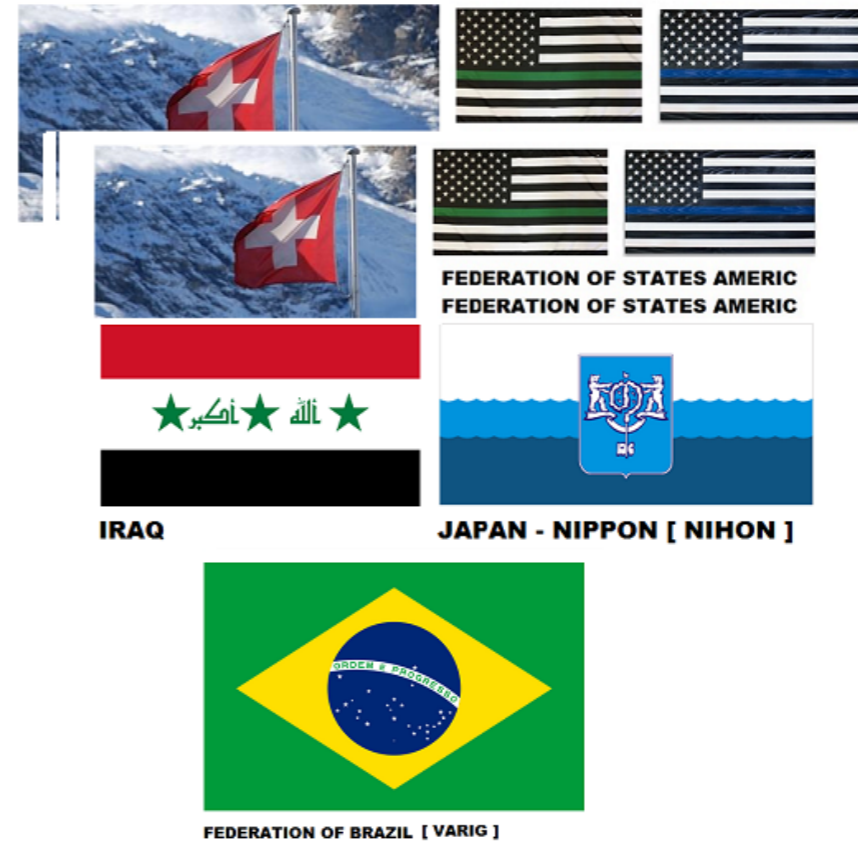 FEDERATION OF STATES AMERIC
FEDERATION OF STATES AMERIC
الله أكبر
IRAQ
JAPAN - NIPPON [ NIHON ]
ORDEM E PROGRESSO
FEDERATION OF BRAZIL [ VARIG ]